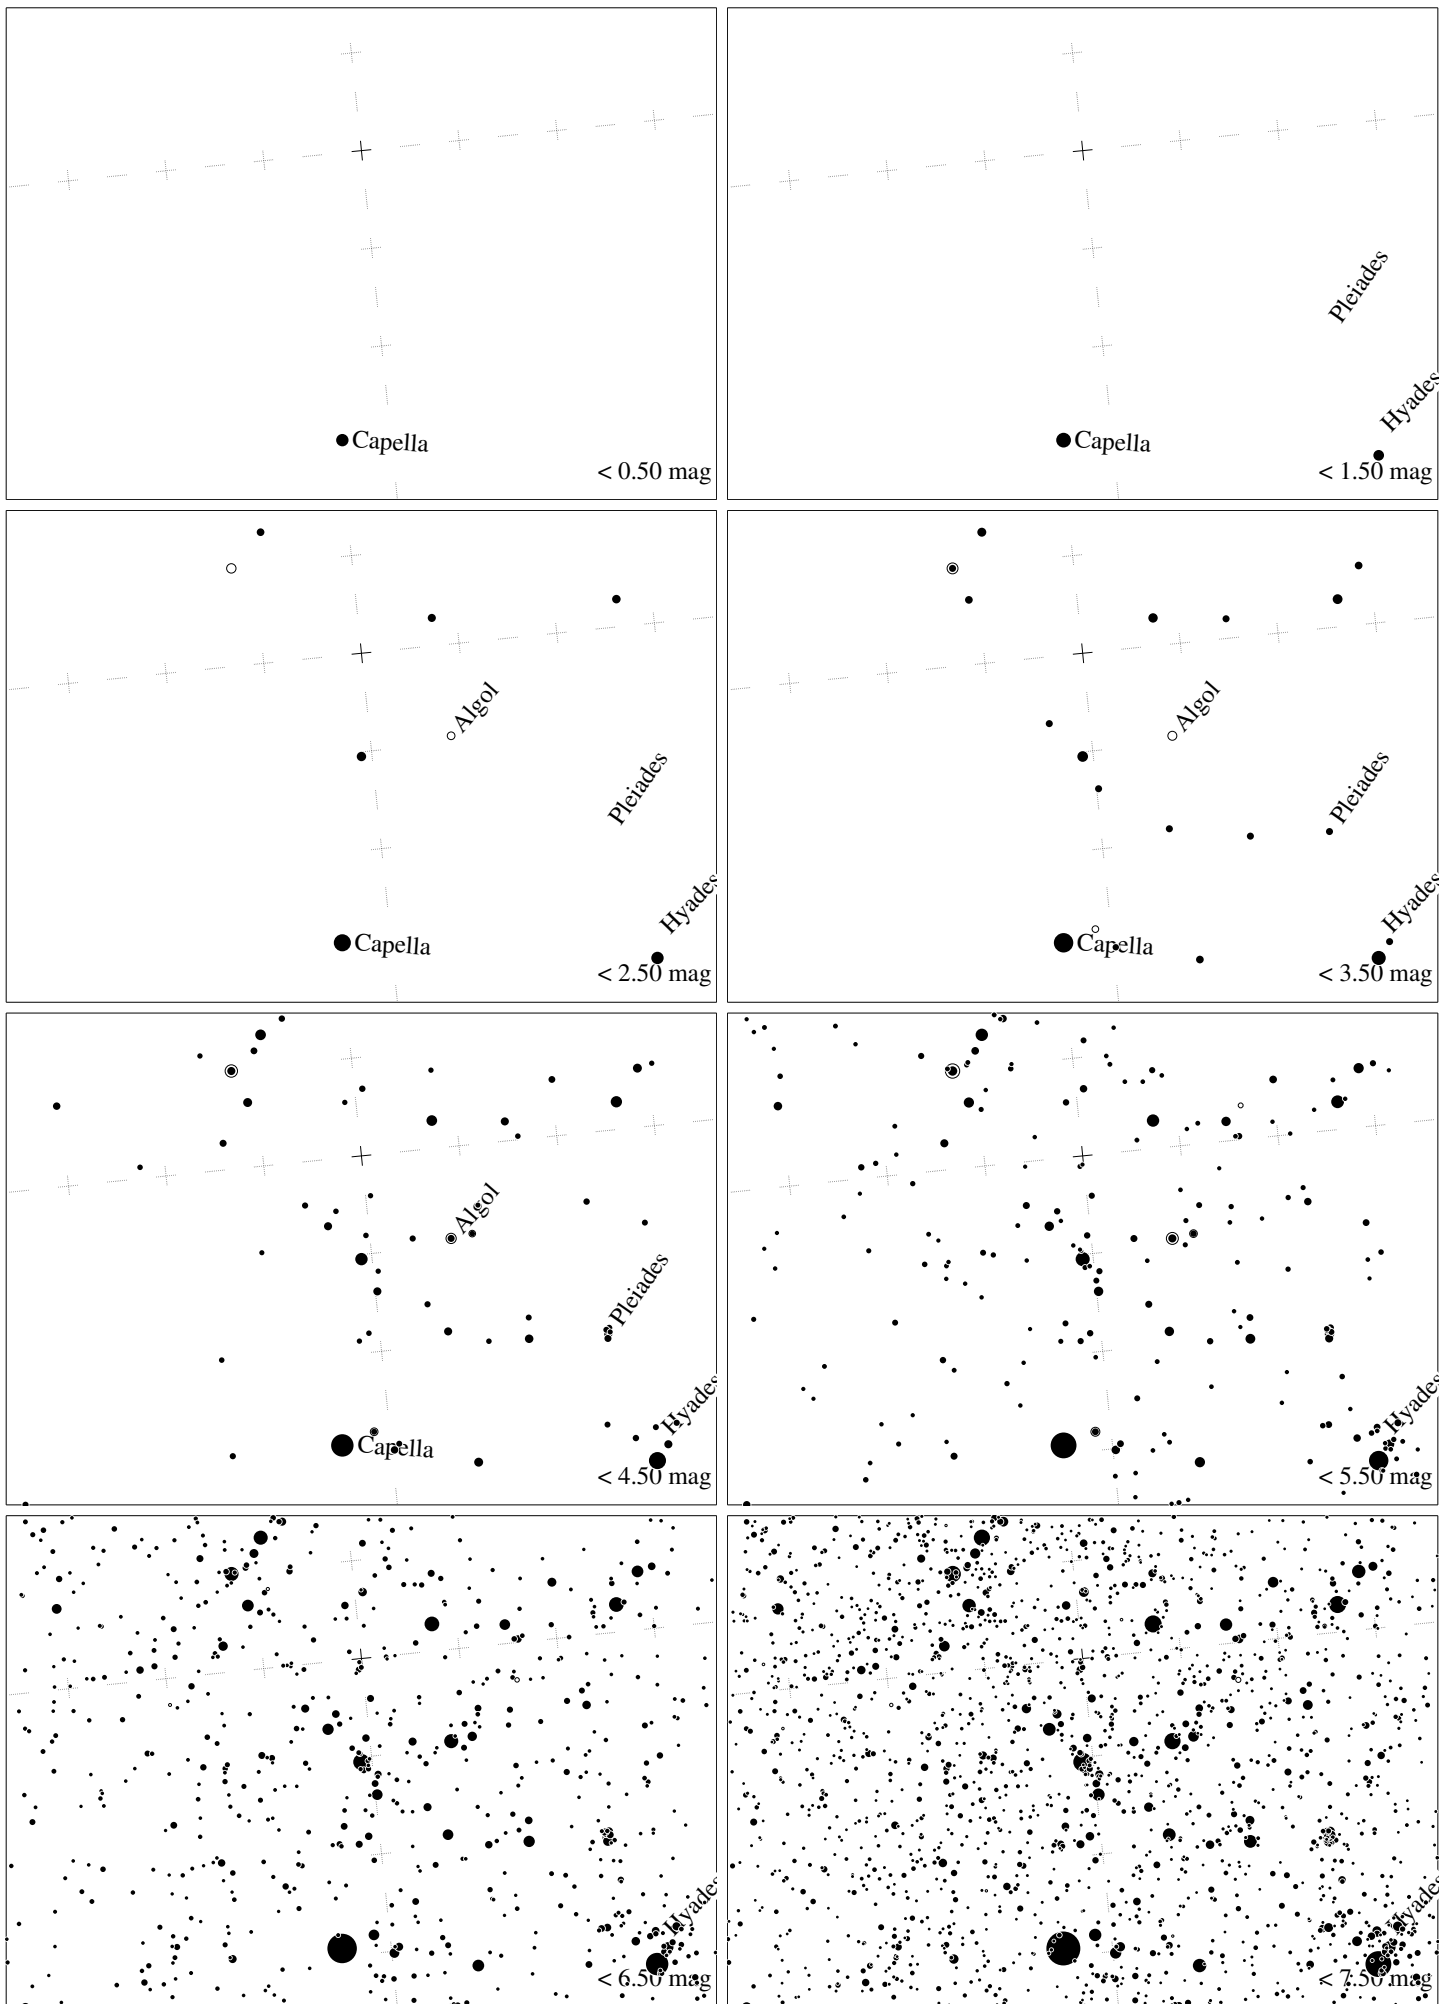 Capella
< 0.50 mag
Pleiades
Hyades
Capella
< 1.50 mag
Algol
Pleiades
Hyades
Capella
< 2.50 mag
Algol
Pleiades
Hyades
Capella
< 3.50 mag
Algol
Pleiades
Hyades
Capella
< 4.50 mag
Hyades
< 5.50 mag
Hyades
< 6.50 mag
Hyades
< 7.50 mag